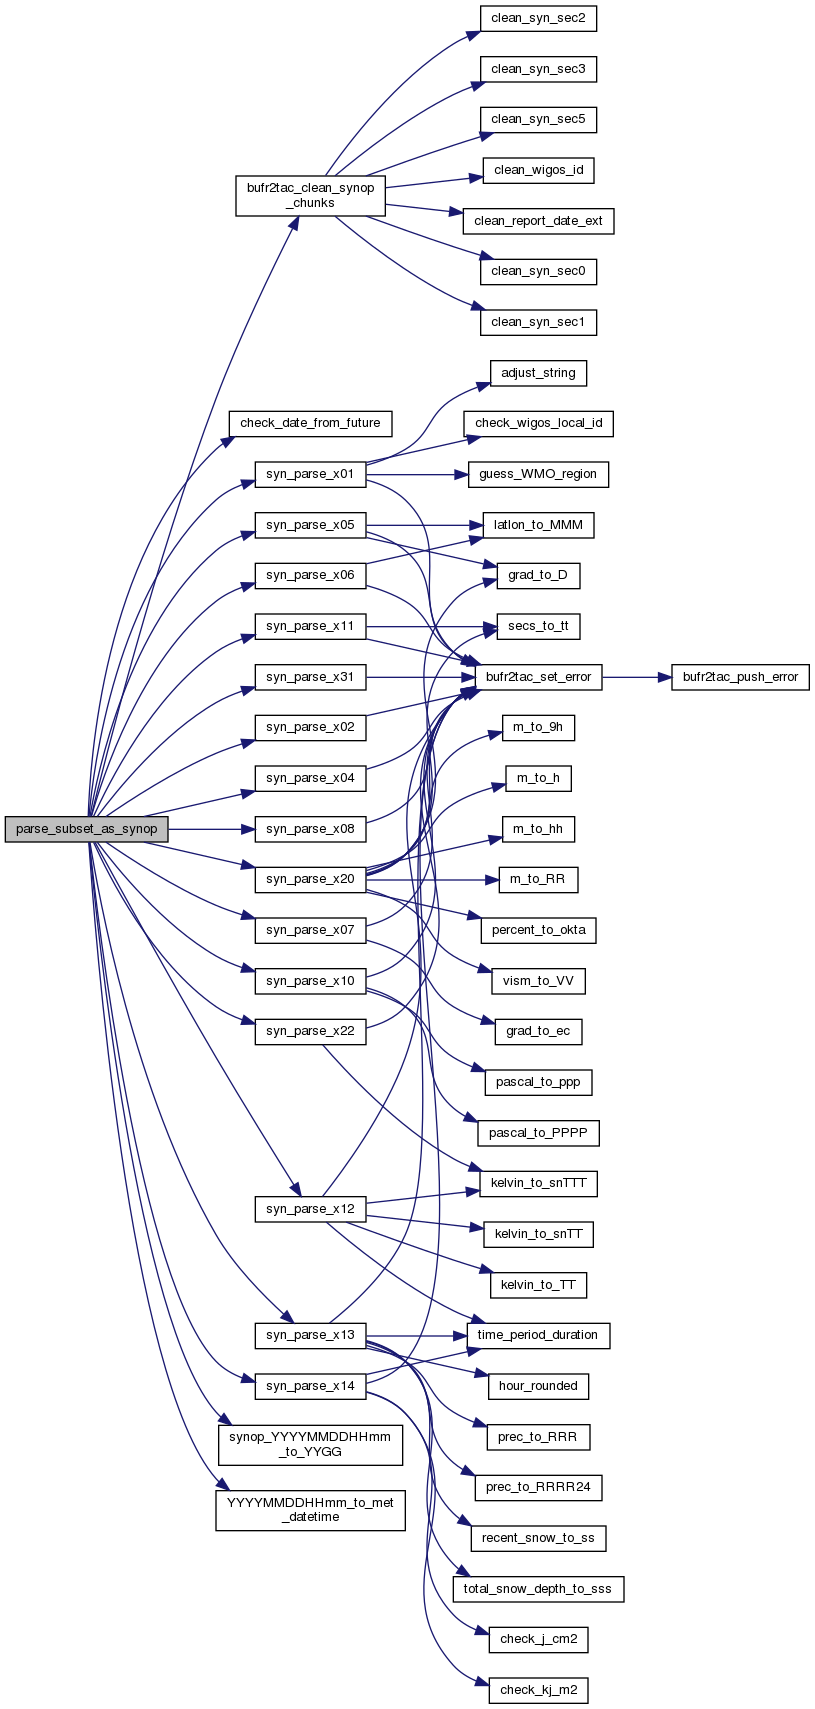 parse_subset_as_synop
bufr2tac_clean_synop
_chunks
check_date_from_future
syn_parse_x01
syn_parse_x05
syn_parse_x06
syn_parse_x11
syn_parse_x31
syn_parse_x02
syn_parse_x04
syn_parse_x08
syn_parse_x20
syn_parse_x07
syn_parse_x10
syn_parse_x22
syn_parse_x12
syn_parse_x13
syn_parse_x14
synop_YYYYMMDDHHmm
_to_YYGG
YYYYMMDDHHmm_to_met
_datetime
clean_syn_sec2
clean_syn_sec3
clean_syn_sec5
clean_wigos_id
clean_report_date_ext
clean_syn_sec0
clean_syn_sec1
adjust_string
check_wigos_local_id
guess_WMO_region
latlon_to_MMM
grad_to_D
secs_to_tt
bufr2tac_set_error
m_to_9h
m_to_h
m_to_hh
m_to_RR
percent_to_okta
vism_to_VV
grad_to_ec
pascal_to_ppp
pascal_to_PPPP
kelvin_to_snTTT
kelvin_to_snTT
kelvin_to_TT
time_period_duration
hour_rounded
prec_to_RRR
prec_to_RRRR24
recent_snow_to_ss
total_snow_depth_to_sss
check_j_cm2
check_kj_m2
bufr2tac_push_error